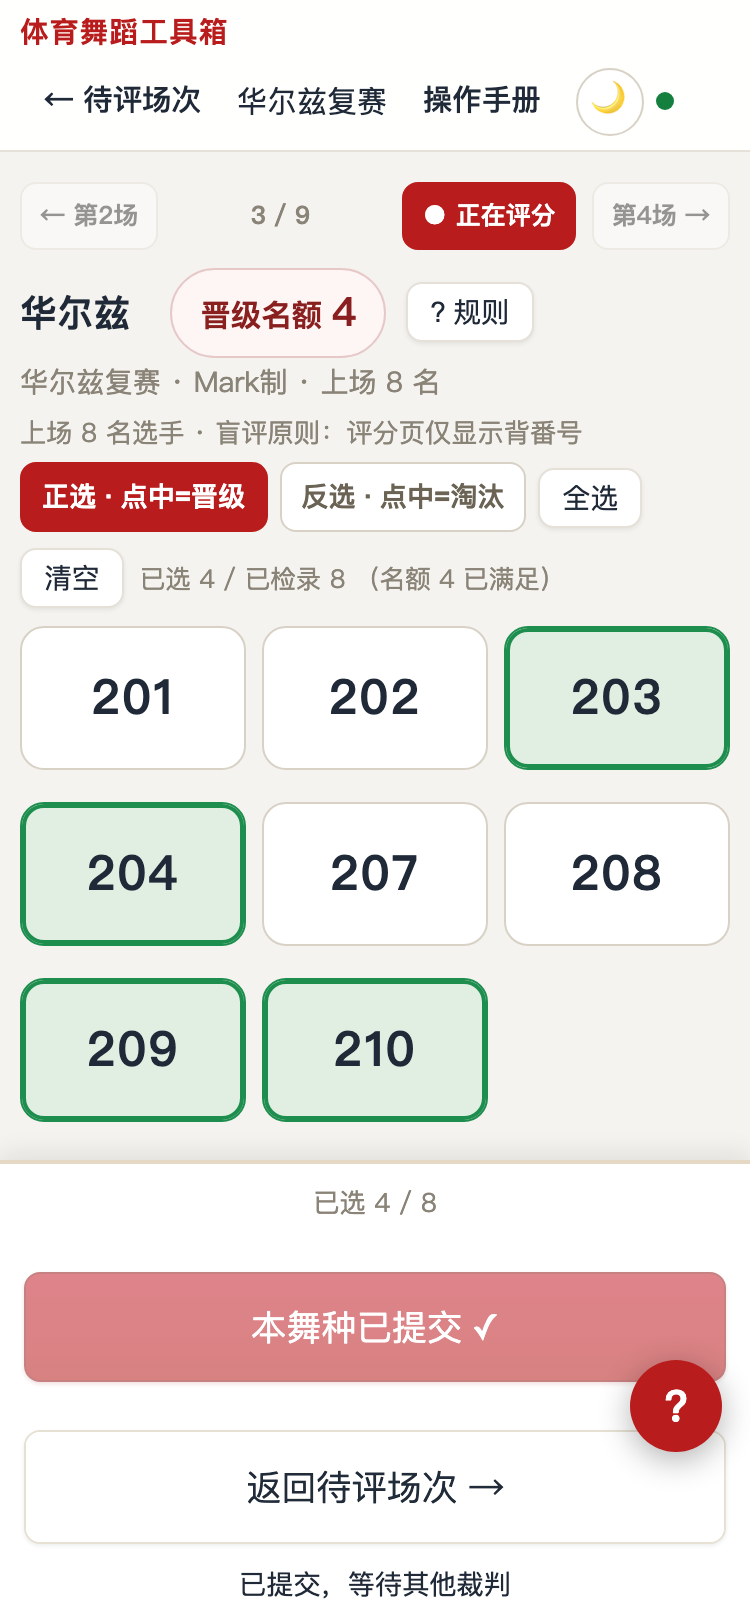 体育舞蹈工具箱
← 待评场次 华尔兹复赛 操作手册
← 第2场 3 / 9 正在评分 第4场 →
华尔兹 晋级名额 4 ? 规则
华尔兹复赛 · Mark制 · 上场 8 名
上场 8 名选手 · 盲评原则：评分页仅显示背番号
正选 · 点中=晋级 反选 · 点中=淘汰 全选
清空 已选 4 / 已检录 8 （名额 4 已满足）
201 202 203
204 207 208
209 210
已选 4 / 8
本舞种已提交 ✓
?
返回待评场次 →
已提交，等待其他裁判